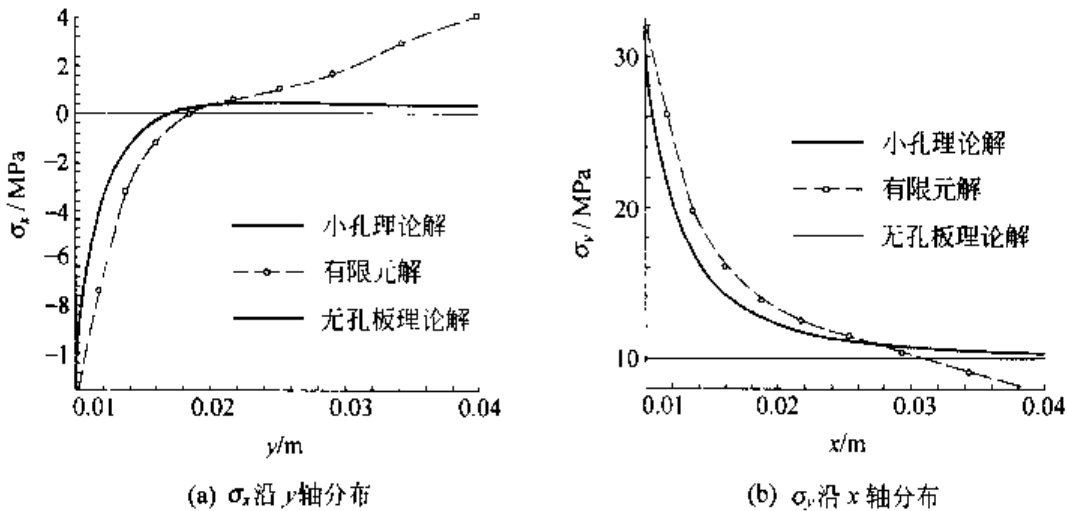 4
2
0
−2
−4
−6
−8
−1
σx / MPa
小孔理论解
有限元解
无孔板理论解
0.01
0.02
0.03
0.04
y/m
(a) σx沿 y轴分布
30
20
10
σy / MPa
小孔理论解
有限元解
无孔板理论解
0.01
0.02
0.03
0.04
x/m
(b) σy沿 x 轴分布